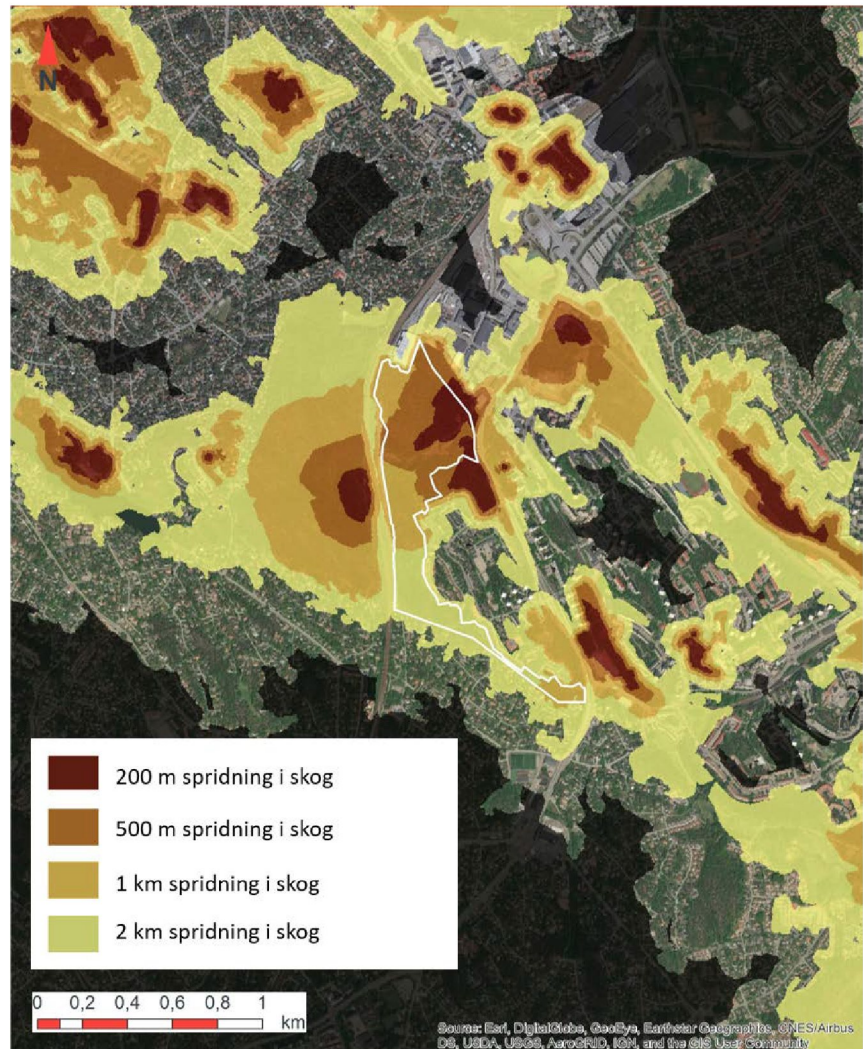 N
200 m spridning i skog
500 m spridning i skog
1 km spridning i skog
2 km spridning i skog
0 0,2 0,4 0,6 0,8 1
km
Source: Esri, DigitalGlobe, GeoEye, Earthstar Geographics, CNES/Airbus
DS, USDA, USGS, AeroGRID, IGN, and the GIS User Community